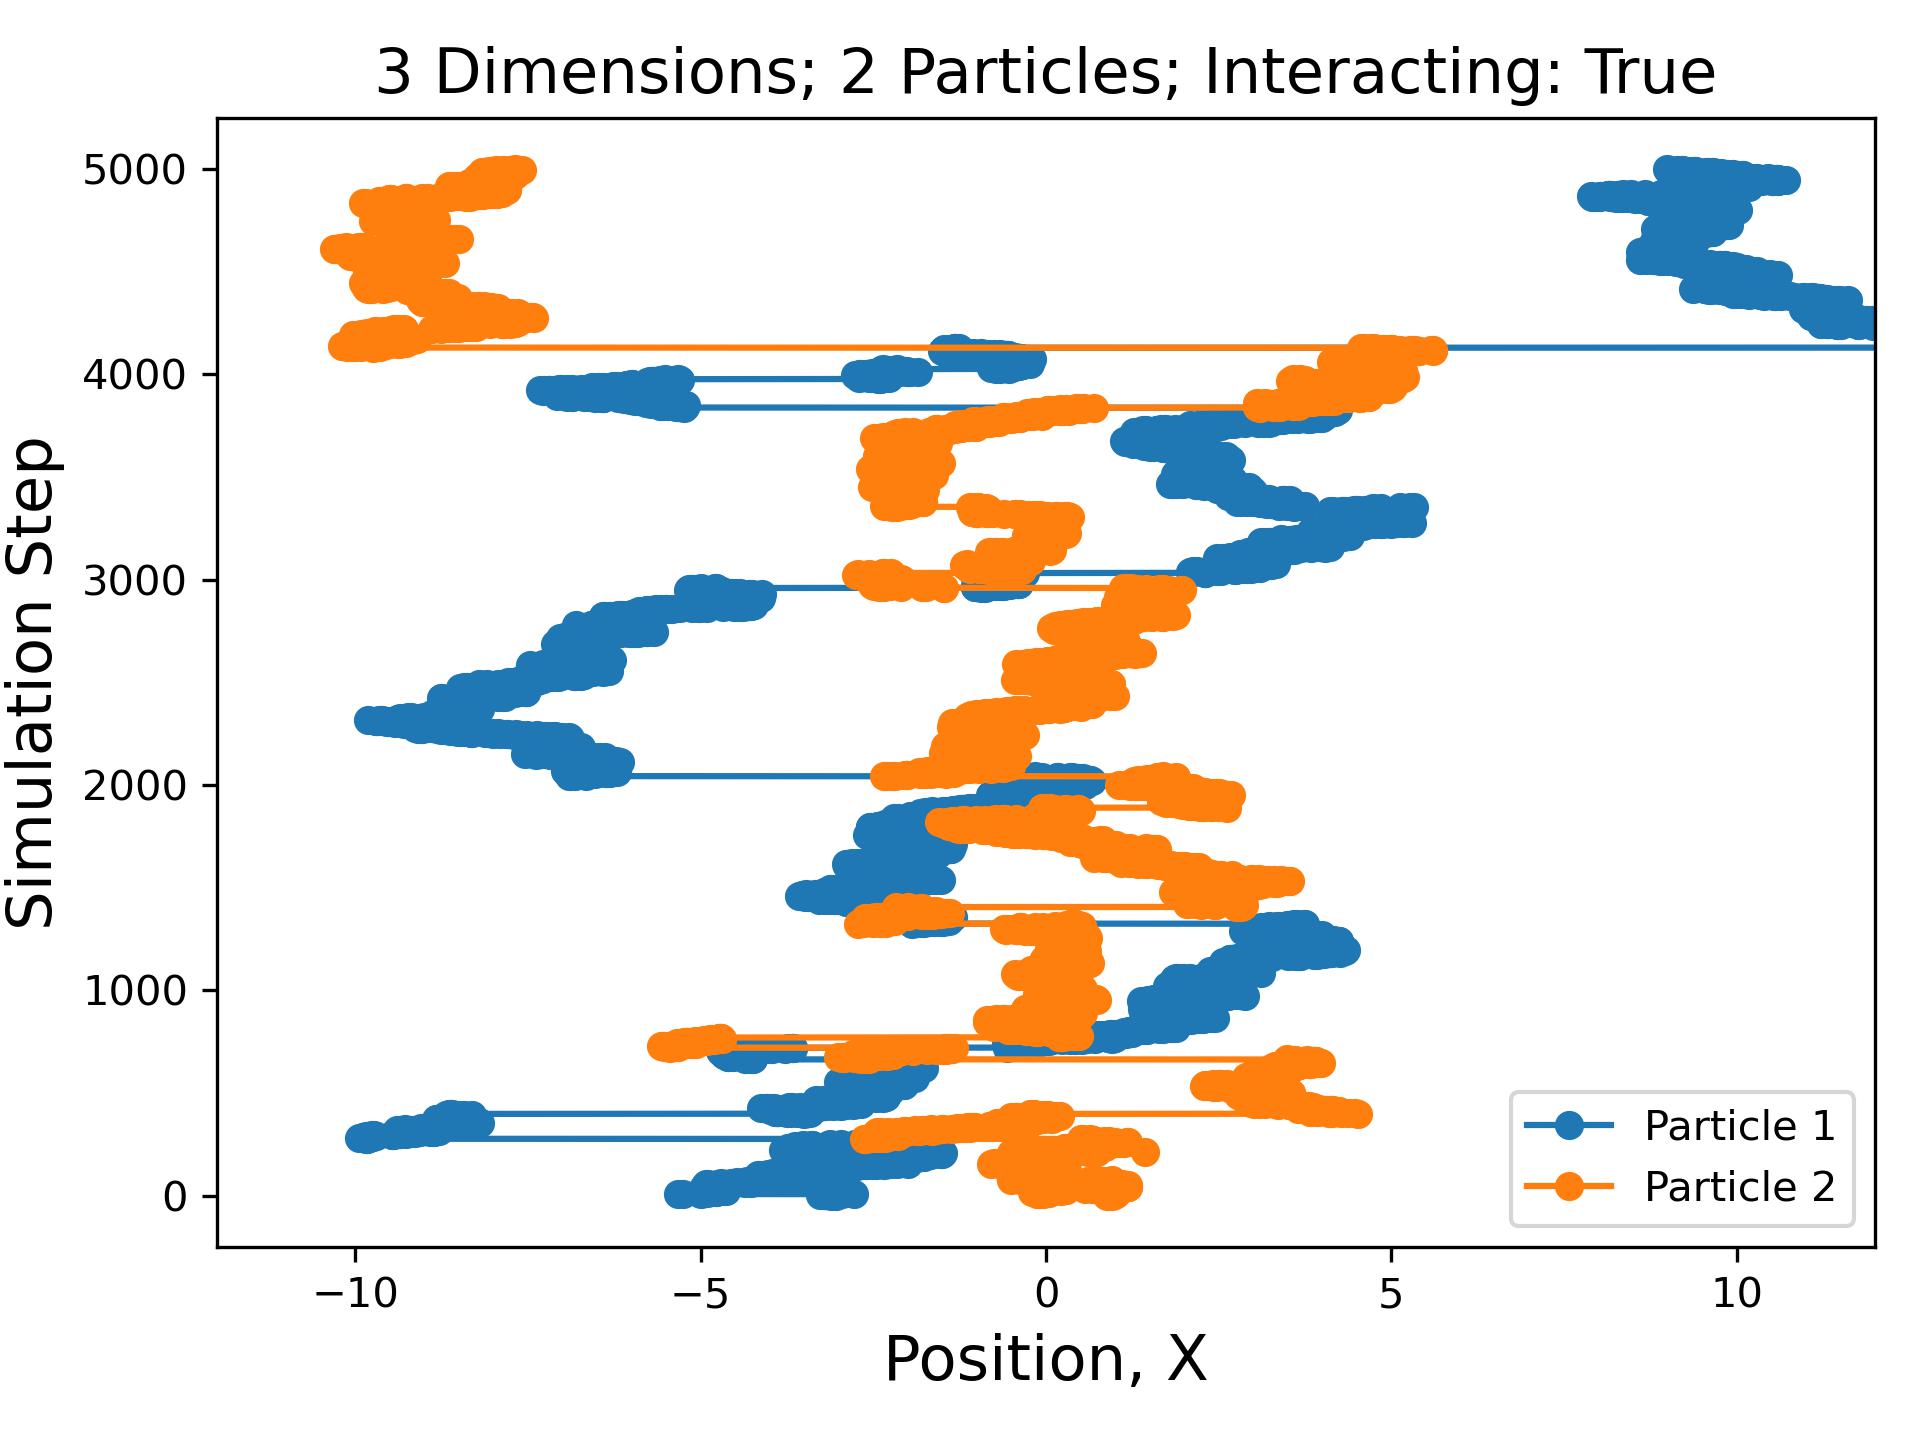 3 Dimensions; 2 Particles; Interacting: True
Simulation Step
5000
4000
3000
2000
1000
0
−10
−5
0
5
10
Position, X
Particle 1
Particle 2